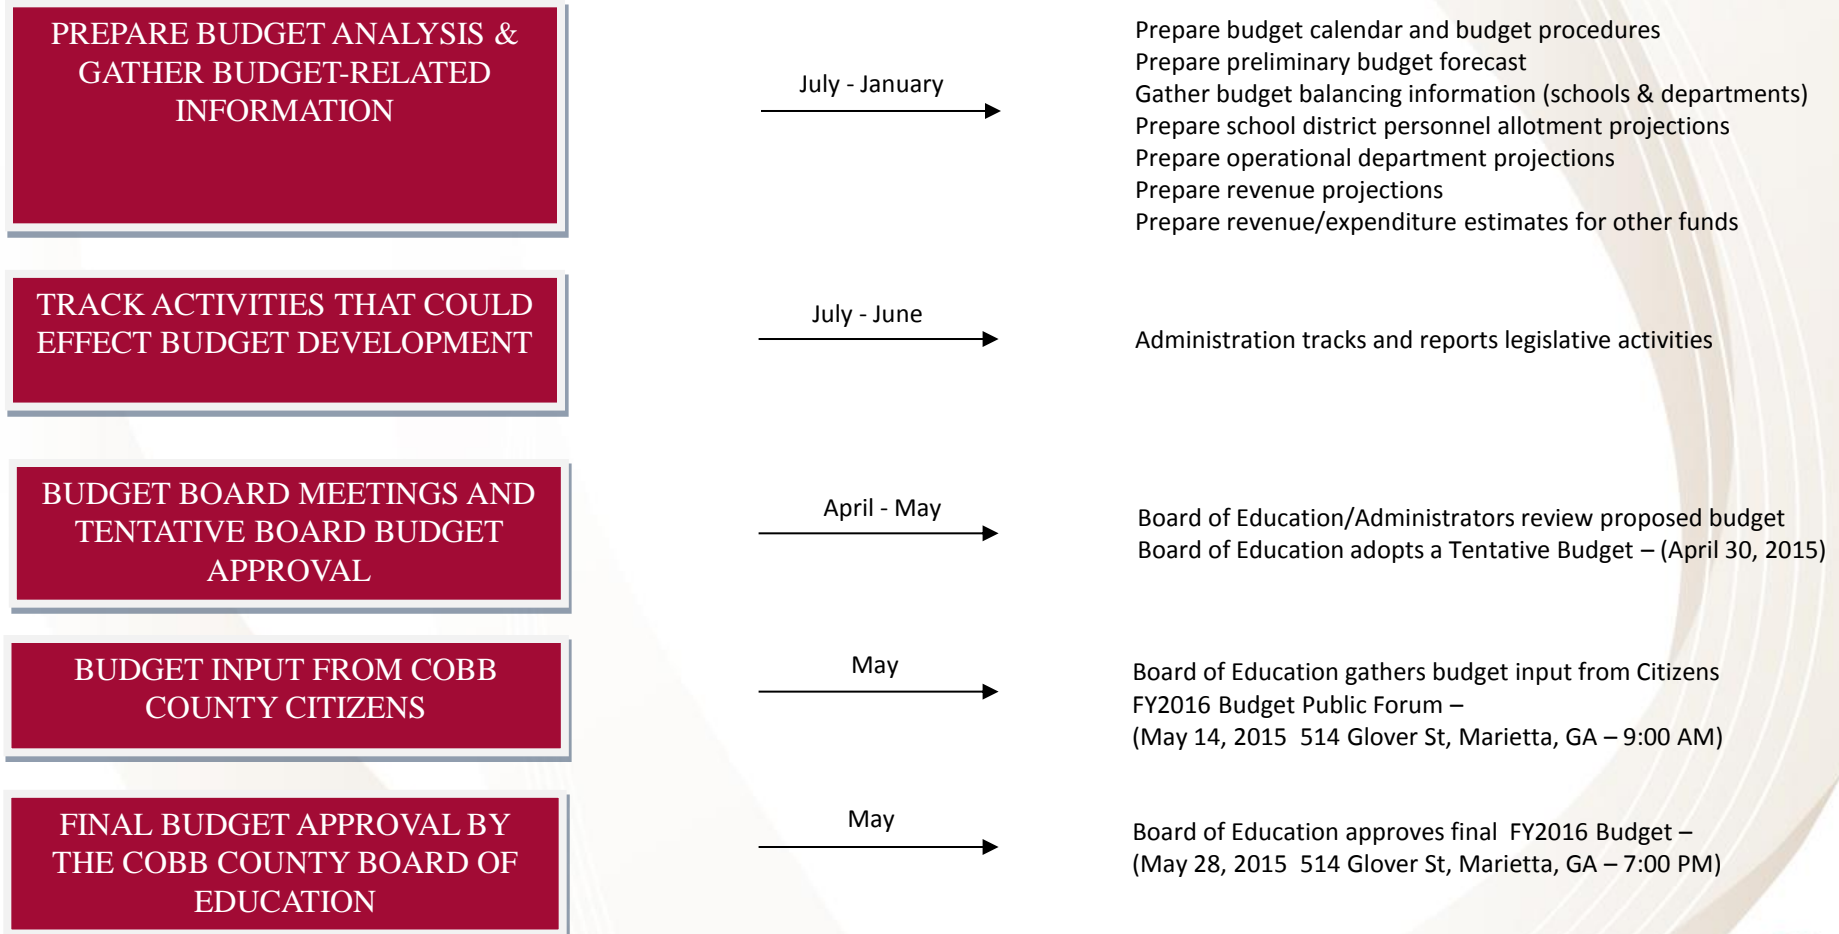 PREPARE BUDGET ANALYSIS &
GATHER BUDGET-RELATED
INFORMATION
July - January
Prepare budget calendar and budget procedures
Prepare preliminary budget forecast
Gather budget balancing information (schools & departments)
Prepare school district personnel allotment projections
Prepare operational department projections
Prepare revenue projections
Prepare revenue/expenditure estimates for other funds
TRACK ACTIVITIES THAT COULD
EFFECT BUDGET DEVELOPMENT
July - June
Administration tracks and reports legislative activities
BUDGET BOARD MEETINGS AND
TENTATIVE BOARD BUDGET
APPROVAL
April - May
Board of Education/Administrators review proposed budget
Board of Education adopts a Tentative Budget – (April 30, 2015)
BUDGET INPUT FROM COBB
COUNTY CITIZENS
May
Board of Education gathers budget input from Citizens
FY2016 Budget Public Forum –
(May 14, 2015  514 Glover St, Marietta, GA – 9:00 AM)
FINAL BUDGET APPROVAL BY
THE COBB COUNTY BOARD OF
EDUCATION
May
Board of Education approves final  FY2016 Budget –
(May 28, 2015  514 Glover St, Marietta, GA – 7:00 PM)